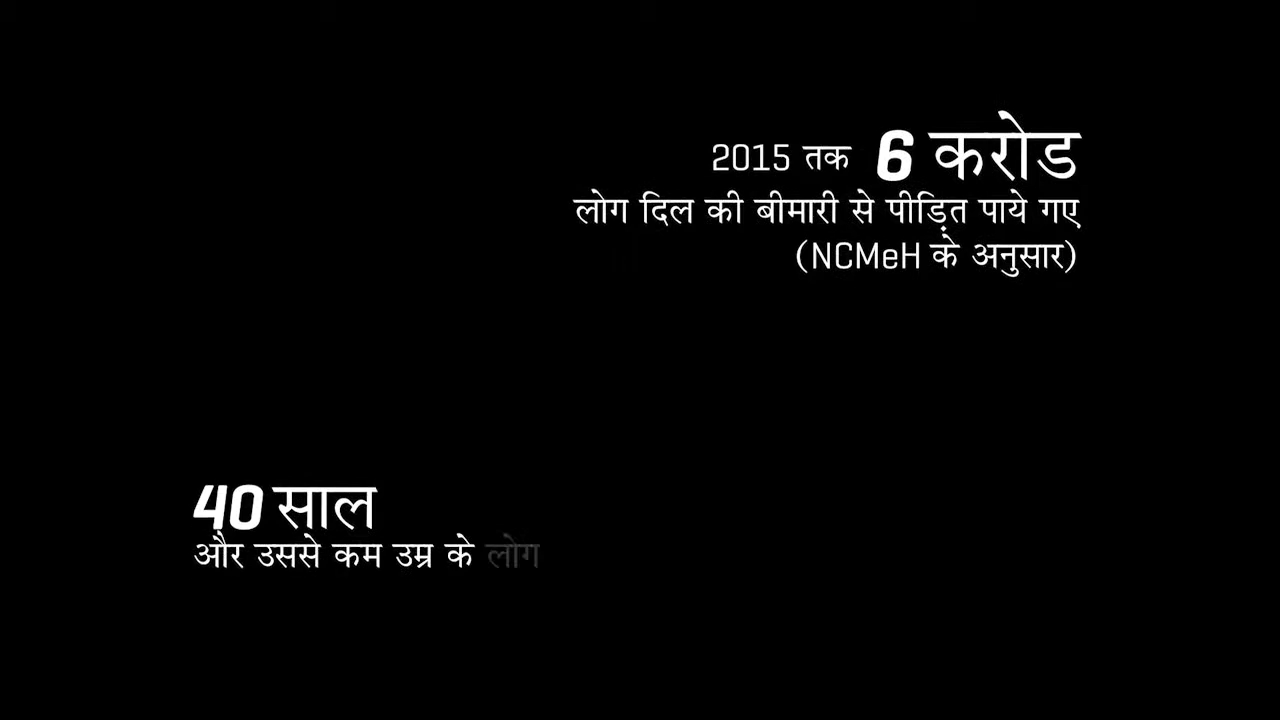 2015 तक 6 करोड
लोग दिल की बीमारी से पीड़ित पाये गए
(NCMeH के अनुसार)
40 साल
और उससे कम उम्र के लोग